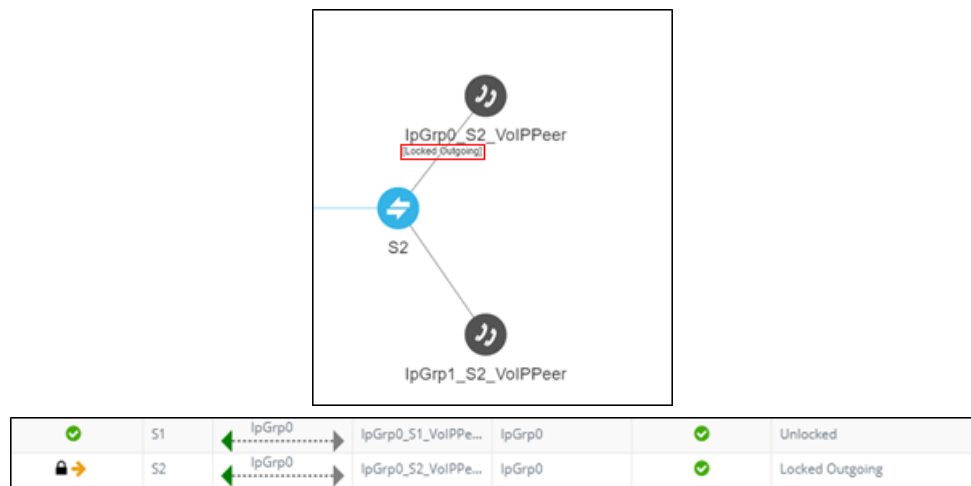 IpGrp0_S2_VoIPPeer
[Locked Outgoing]
S2
IpGrp1_S2_VoIPPeer
S1 IpGrp0 IpGrp0_S1_VoIPPe... IpGrp0 Unlocked
S2 IpGrp0 IpGrp0_S2_VoIPPe... IpGrp0 Locked Outgoing